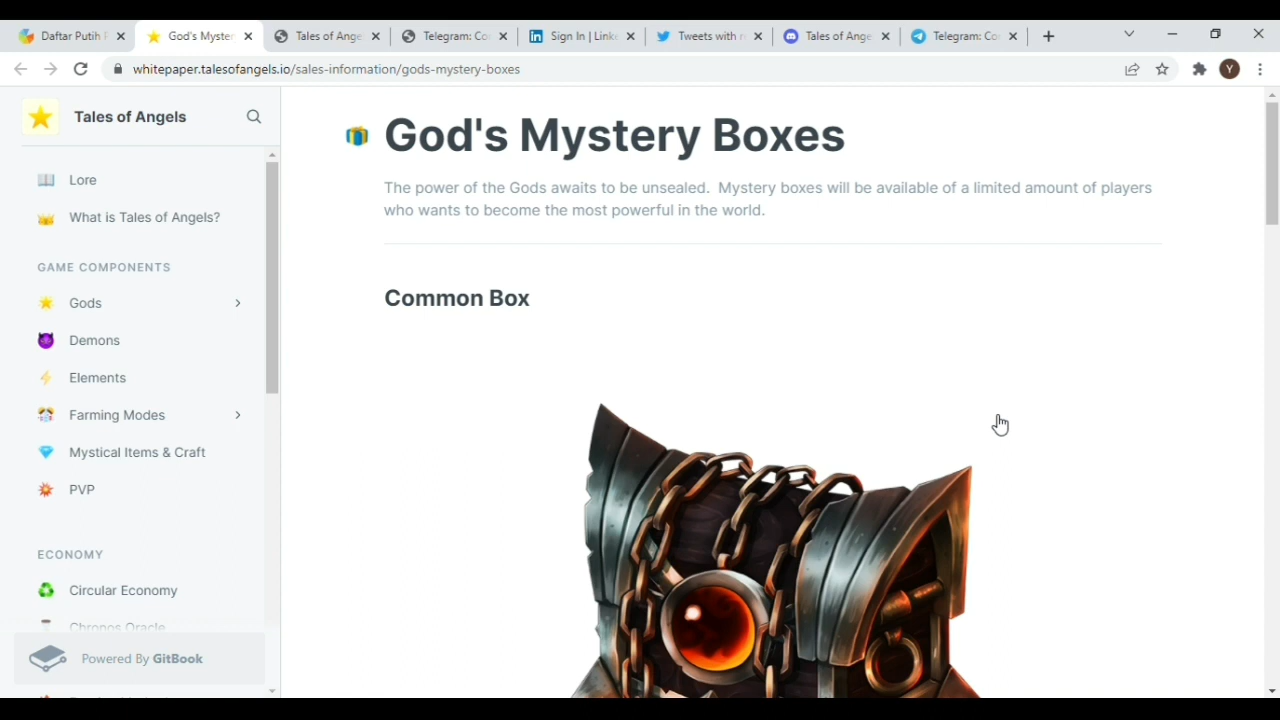 Daftar Putih
God's Myster
Tales of Ange
Telegram: Co
Sign In | Linke
Tweets with
Tales of Ange
Telegram: Co
whitepaper.talesofangels.io/sales-information/gods-mystery-boxes
Y
Tales of Angels
Lore
What is Tales of Angels?
GAME COMPONENTS
Gods
Demons
Elements
Farming Modes
Mystical Items & Craft
PVP
ECONOMY
Circular Economy
Chronos Oracle
Powered By GitBook
God's Mystery Boxes
The power of the Gods awaits to be unsealed. Mystery boxes will be available of a limited amount of players
who wants to become the most powerful in the world.
Common Box